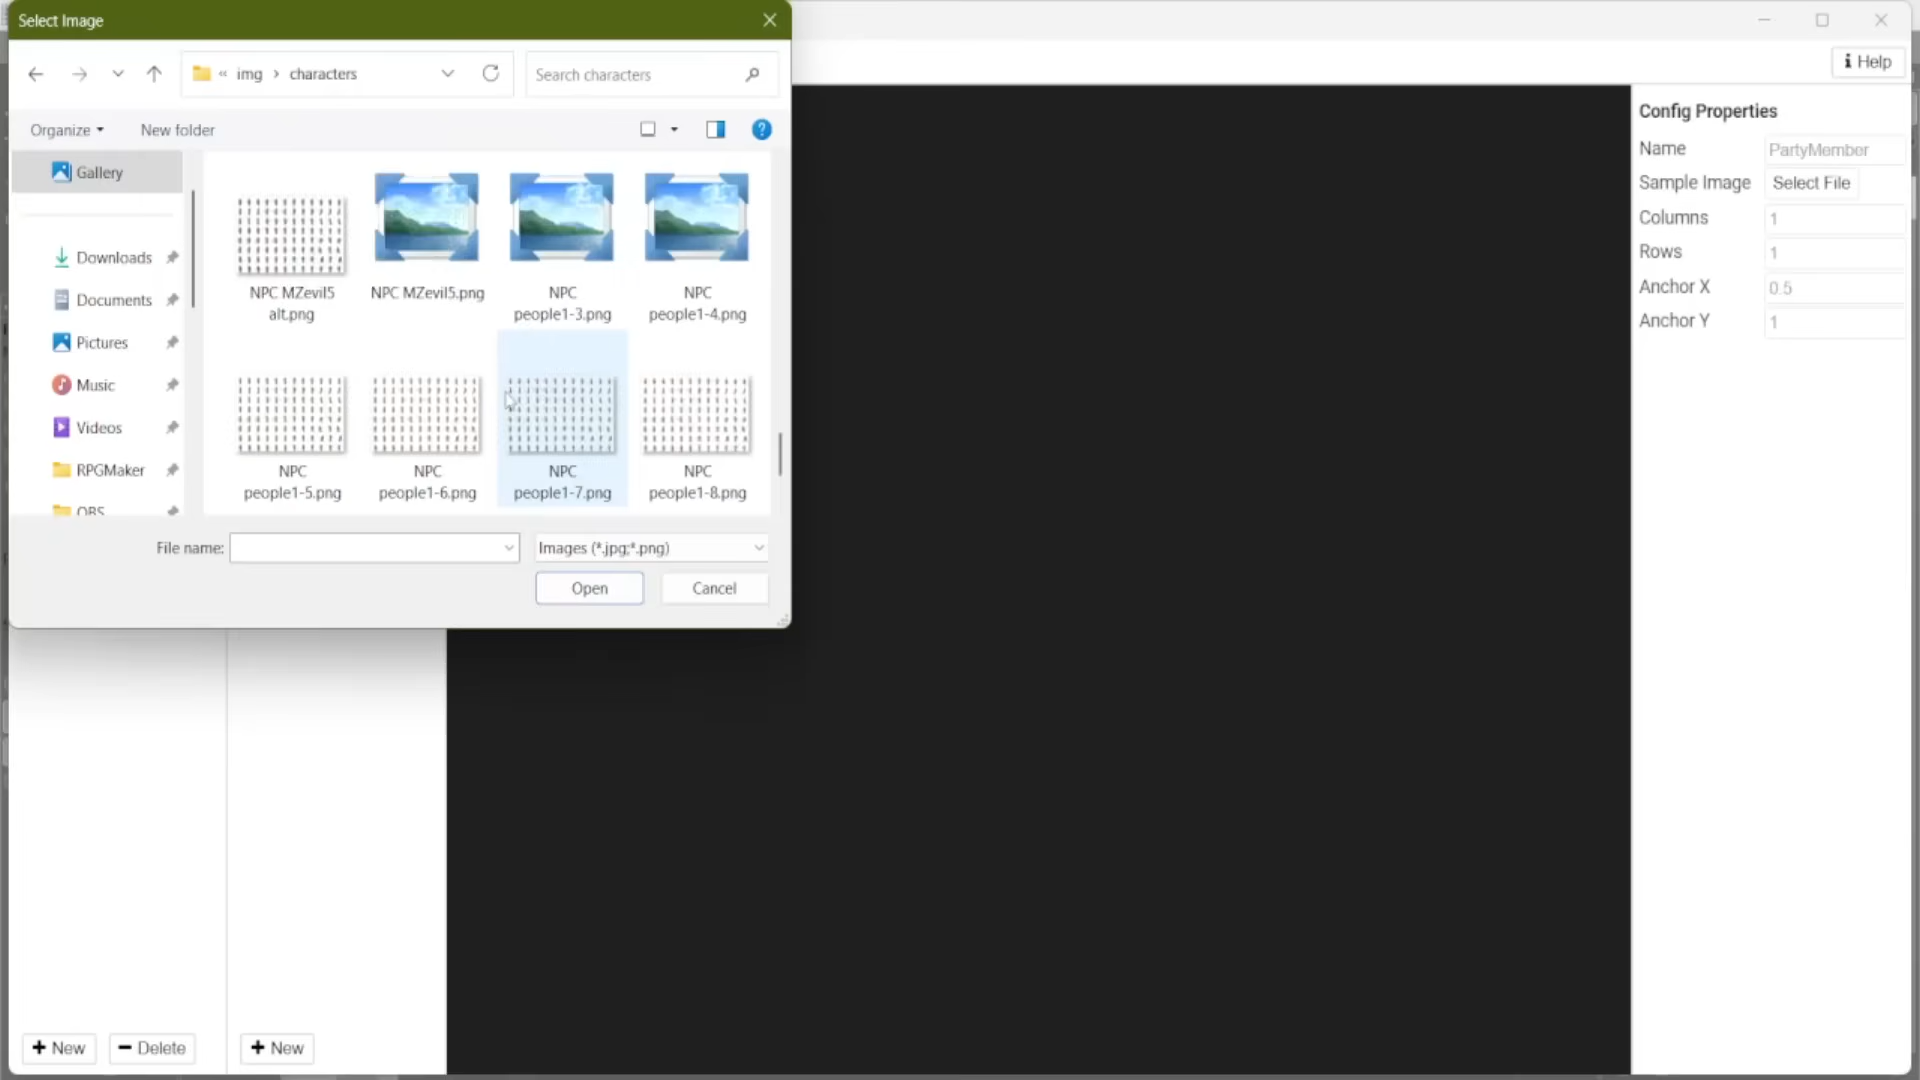 Select Image
« img › characters
Search characters
Help
Organize
New folder
Gallery
Downloads
Documents
Pictures
Music
Videos
RPGMaker
OBS
NPC MZevil5
alt.png
NPC MZevil5.png
NPC
people1-3.png
NPC
people1-4.png
NPC
people1-5.png
NPC
people1-6.png
NPC
people1-7.png
NPC
people1-8.png
File name:
Images (*.jpg;*.png)
Open
Cancel
Config Properties
Name PartyMember
Sample Image Select File
Columns 1
Rows 1
Anchor X 0.5
Anchor Y 1
New
Delete
New